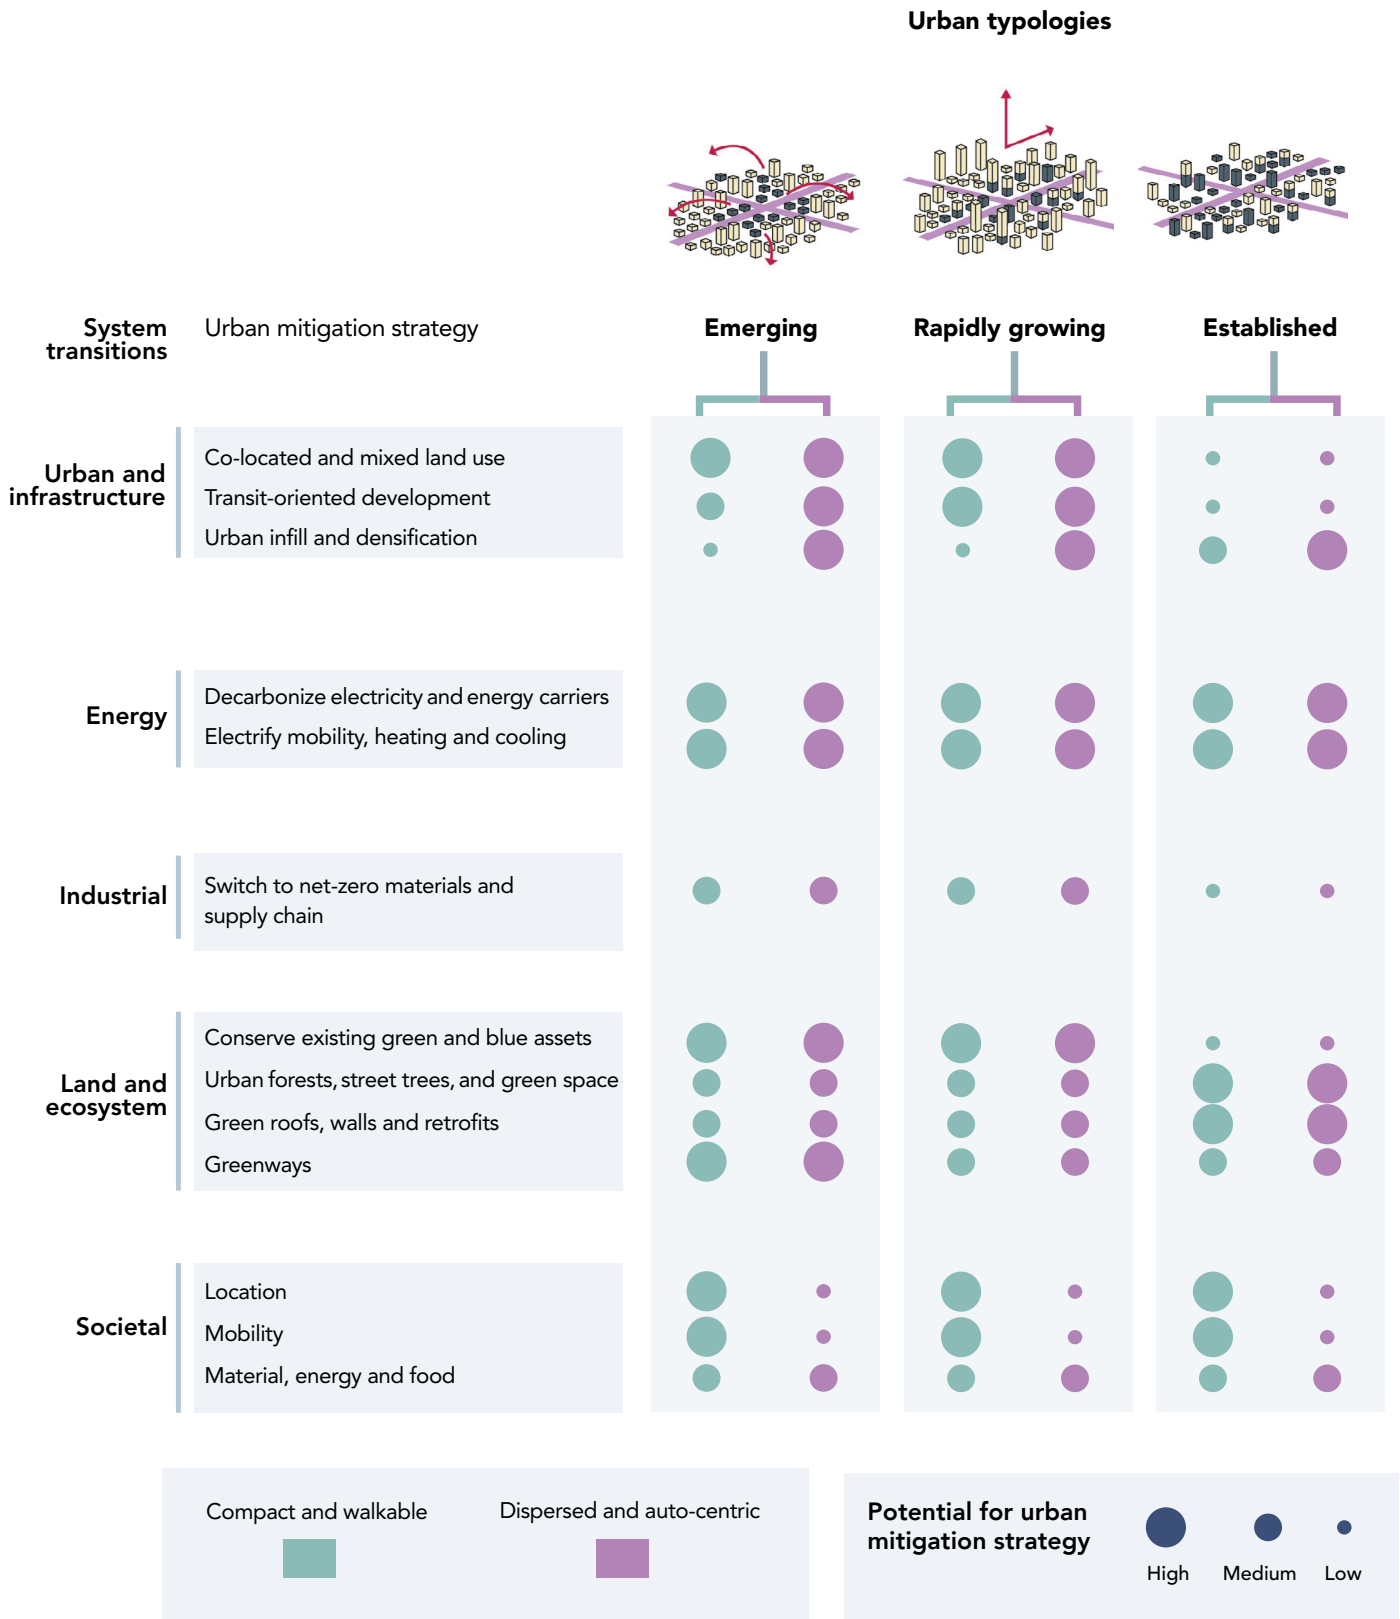 Urban typologies
System
transitions
Urban mitigation strategy
Emerging
Rapidly growing
Established
Urban and
infrastructure
Co-located and mixed land use
Transit-oriented development
Urban infill and densification
Energy
Decarbonize electricity and energy carriers
Electrify mobility, heating and cooling
Industrial
Switch to net-zero materials and
supply chain
Land and
ecosystem
Conserve existing green and blue assets
Urban forests, street trees, and green space
Green roofs, walls and retrofits
Greenways
Societal
Location
Mobility
Material, energy and food
Compact and walkable
Dispersed and auto-centric
Potential for urban
mitigation strategy
High
Medium
Low